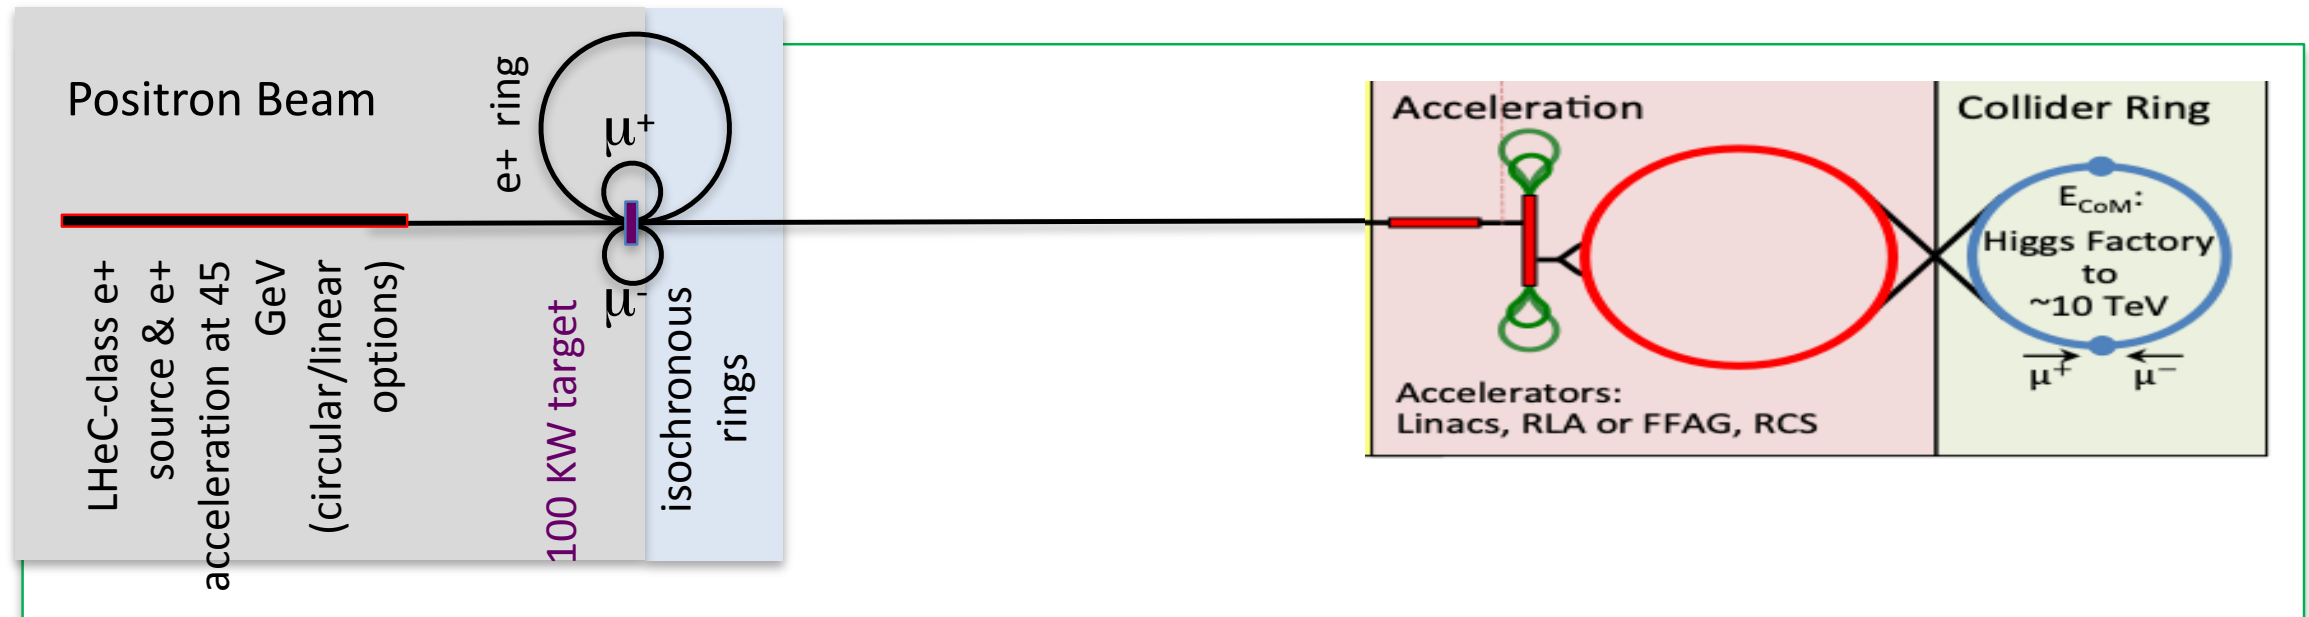 Positron Beam
LHeC-class e+
source & e+
acceleration at 45
GeV
(circular/linear
options)
e+ ring
μ+
μ-
100 KW target
isochronous
rings
Acceleration
Accelerators:
Linacs, RLA or FFAG, RCS
Collider Ring
ECoM:
Higgs Factory
to
~10 TeV
μ+ μ−